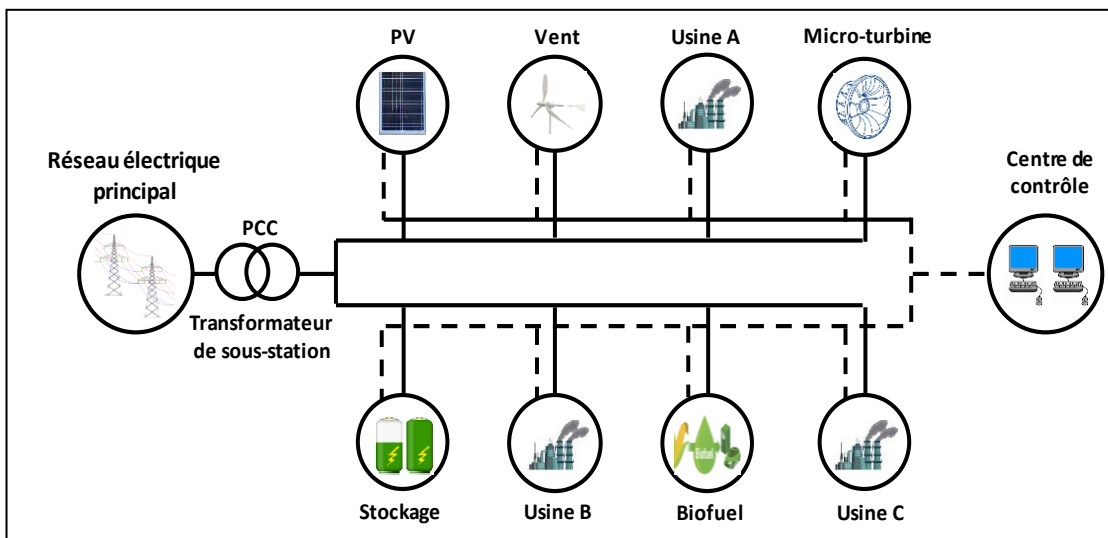 PV
Vent
Usine A
Micro-turbine
Réseau électrique
principal
PCC
Centre de
contrôle
Transformateur
de sous-station
Biofuel
Stockage
Usine B
Biofuel
Usine C